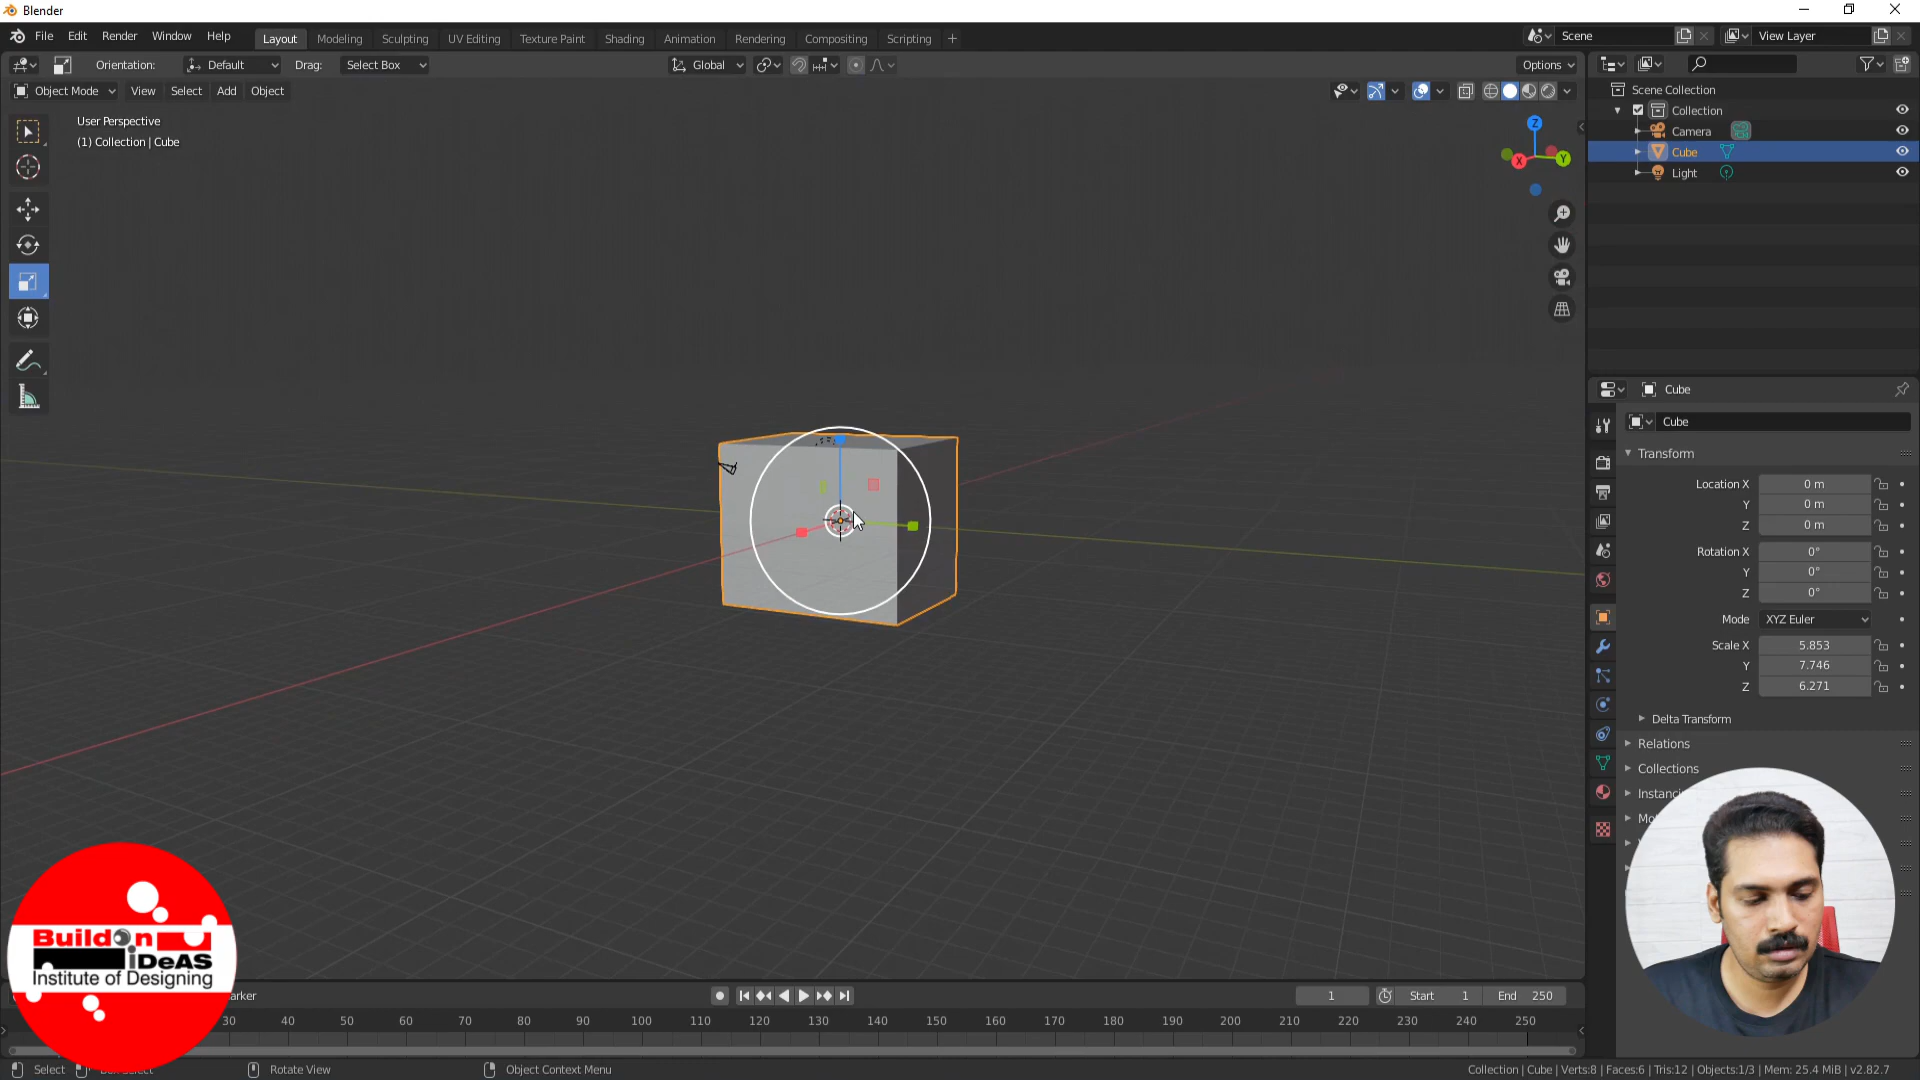 Blender
File Edit Render Window Help
Layout Modeling Sculpting UV Editing Texture Paint Shading Animation Rendering Compositing Scripting +
Scene
View Layer
Orientation: Default Drag: Select Box
Global
Options
Object Mode View Select Add Object
User Perspective
(1) Collection | Cube
Z
X
Y
Scene Collection
Collection
Camera
Cube
Light
Cube
Cube
Transform
Location X 0 m
Y 0 m
Z 0 m
Rotation X 0°
Y 0°
Z 0°
Mode XYZ Euler
Scale X 5.853
Y 7.746
Z 6.271
Delta Transform
Relations
Collections
BuildOn
iDeAS
Institute of Designing
1 Start 1 End 250
30 40 50 60 70 80 90 100 110 120 130 140 150 160 170 180 190 200 210 220 230 240 250
Select
Rotate View
Object Context Menu
Collection | Cube | Verts:8 | Faces:6 | Tris:12 | Objects:1/3 | Mem: 25.4 MiB | v2.82.7